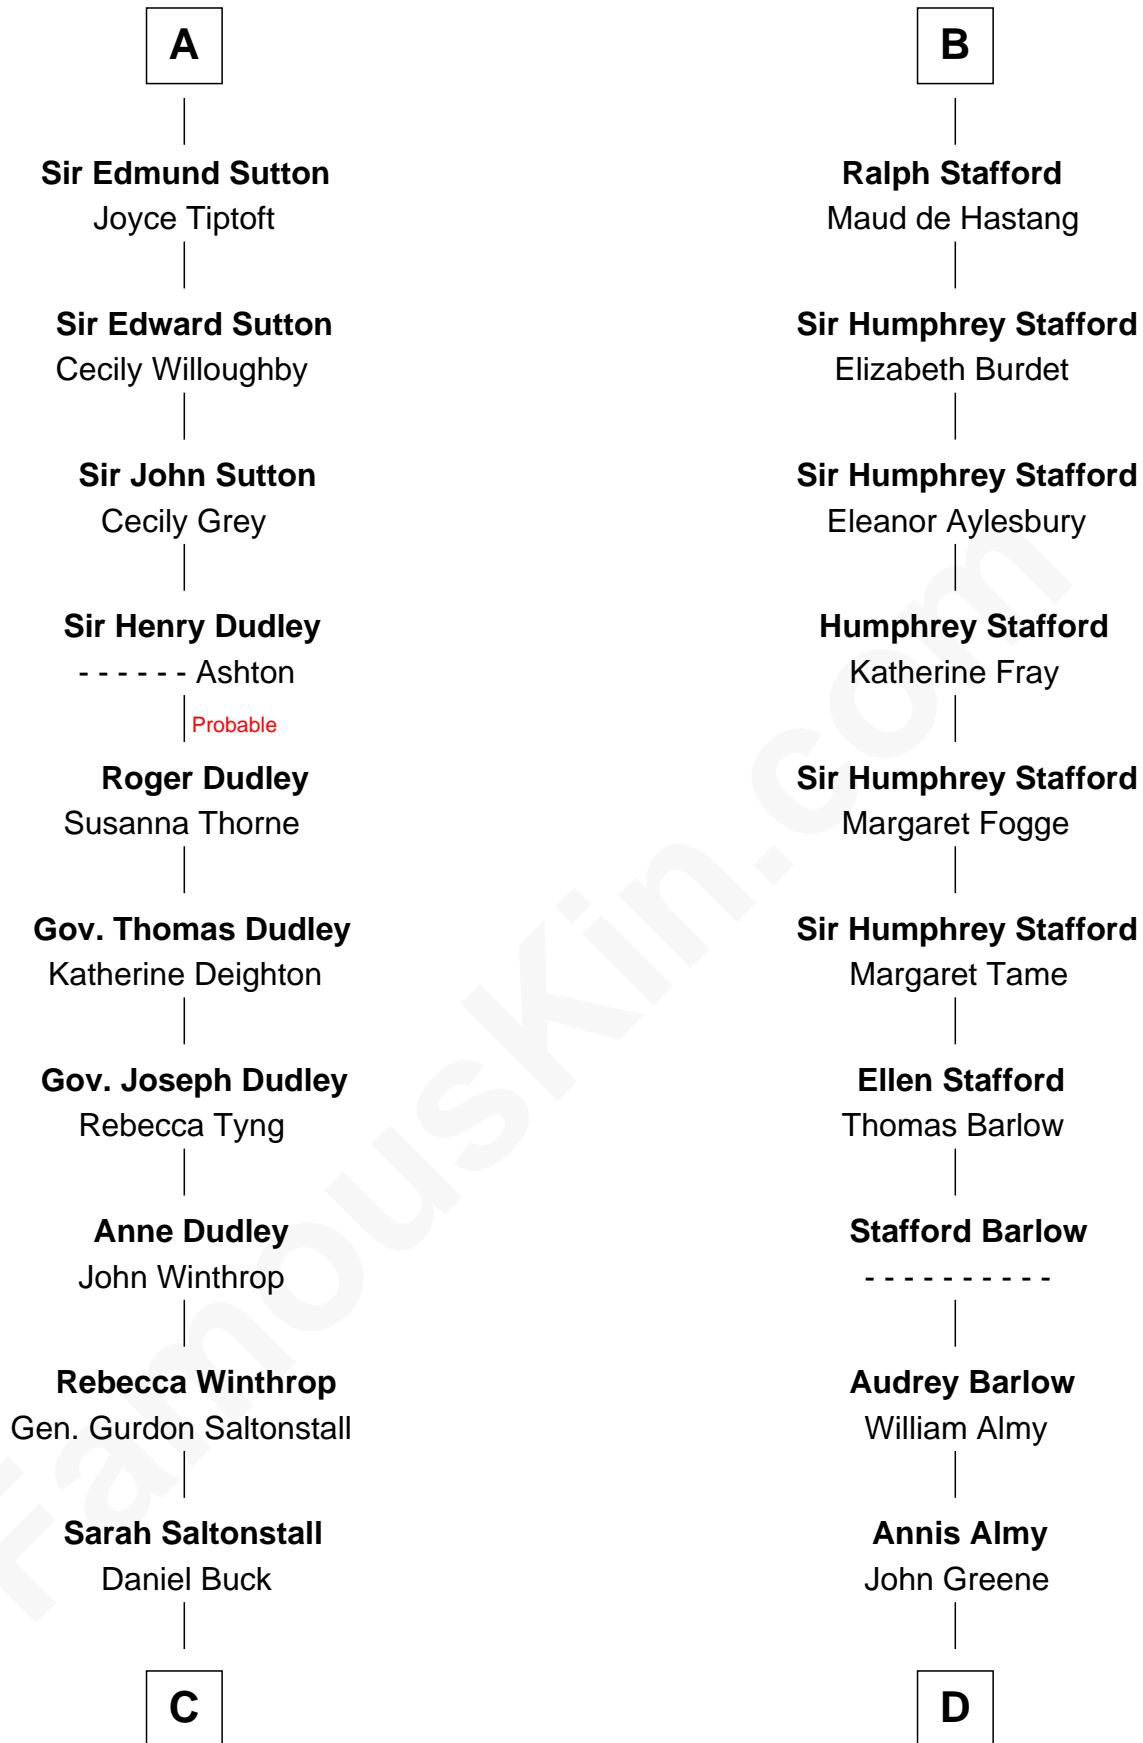 A
Sir Edmund Sutton
Joyce Tiptoft
Sir Edward Sutton
Cecily Willoughby
Sir John Sutton
Cecily Grey
Sir Henry Dudley
- - - - - - Ashton
Probable
Roger Dudley
Susanna Thorne
Gov. Thomas Dudley
Katherine Deighton
Gov. Joseph Dudley
Rebecca Tyng
Anne Dudley
John Winthrop
Rebecca Winthrop
Gen. Gurdon Saltonstall
Sarah Saltonstall
Daniel Buck
C
B
Ralph Stafford
Maud de Hastang
Sir Humphrey Stafford
Elizabeth Burdet
Sir Humphrey Stafford
Eleanor Aylesbury
Humphrey Stafford
Katherine Fray
Sir Humphrey Stafford
Margaret Fogge
Sir Humphrey Stafford
Margaret Tame
Ellen Stafford
Thomas Barlow
Stafford Barlow
- - - - - - - - - -
Audrey Barlow
William Almy
Annis Almy
John Greene
D
FamousKin.com